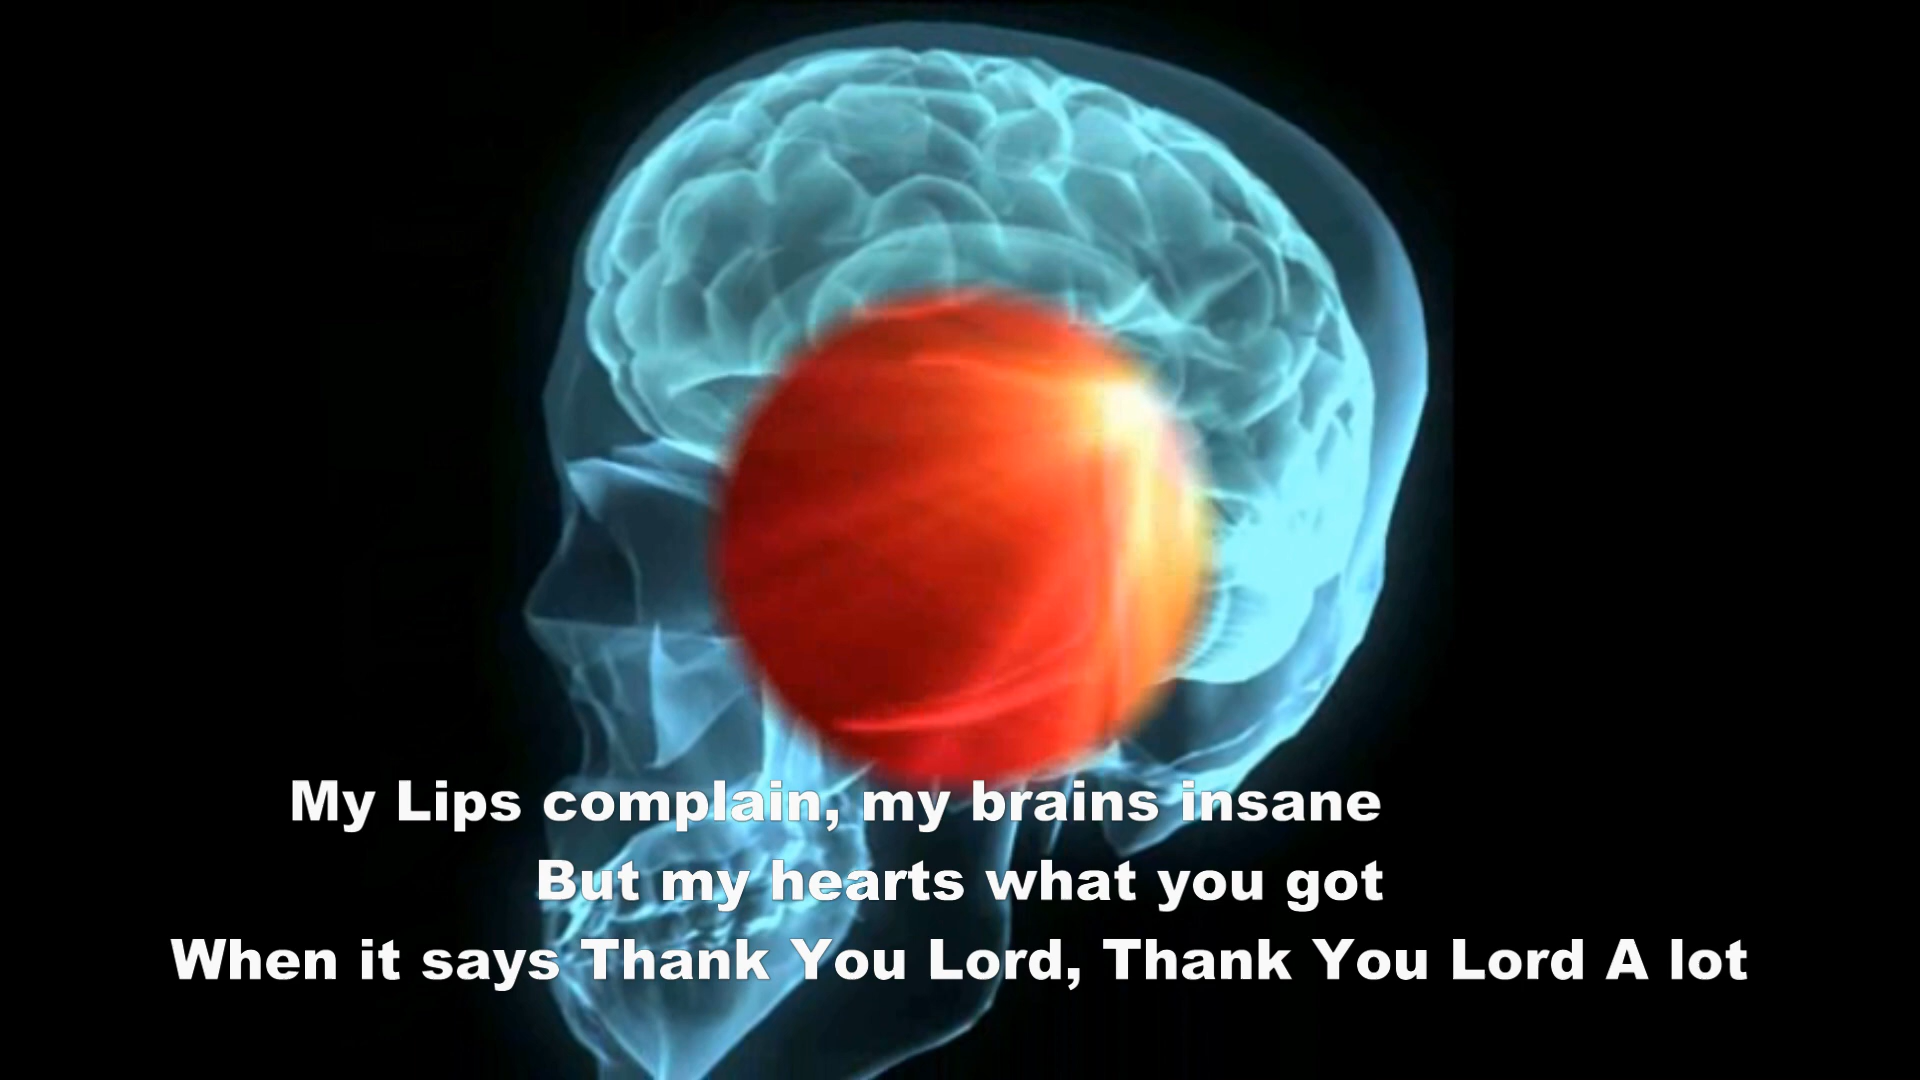 My Lips complain, my brains insane
But my hearts what you got
When it says Thank You Lord, Thank You Lord A lot